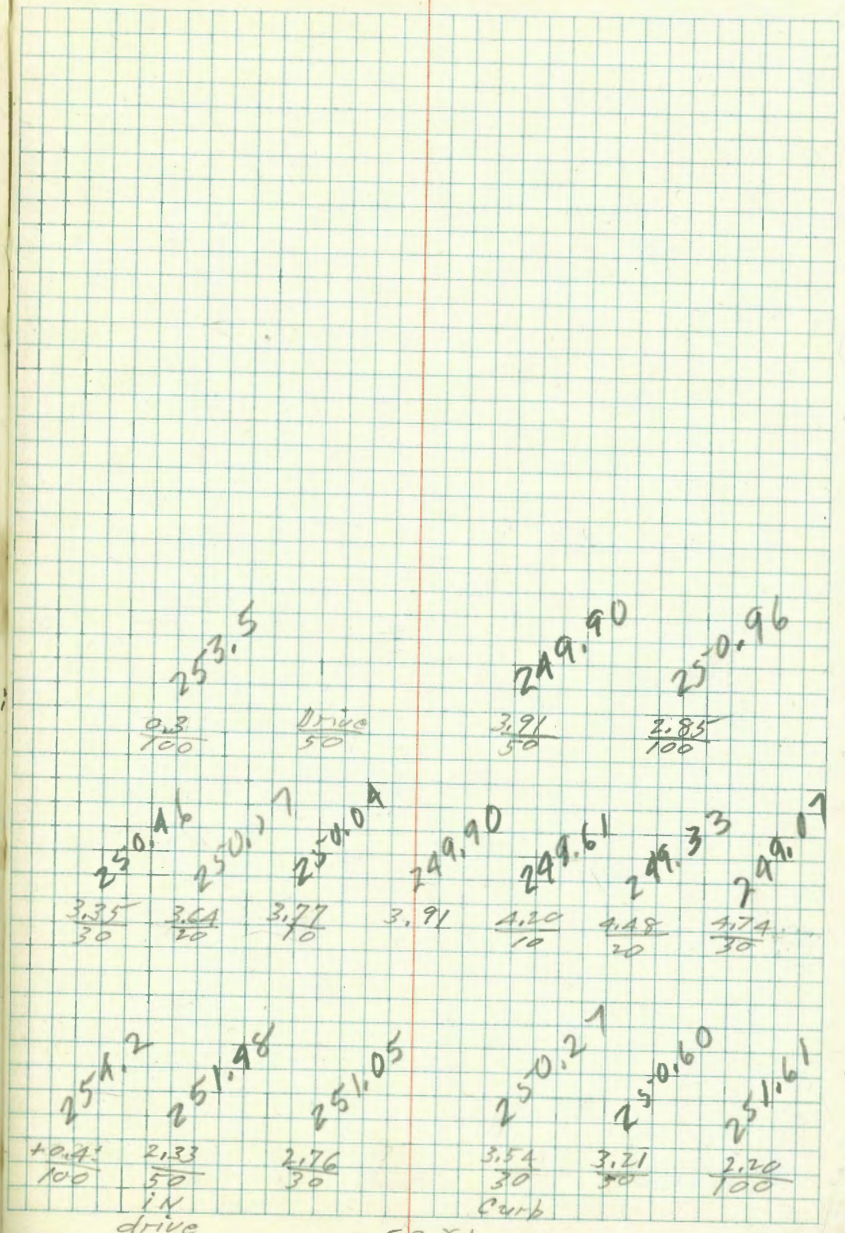 253.5 249.90 250.96
0.3/100 Drive/50 3.91/50 2.85/100
250.46 250.17 250.04 249.90 249.61 249.33 249.07
3.35/30 3.64/20 3.77/10 3.91 4.20/10 4.48/20 4.74/30
254.2 251.48 251.05 250.27 250.60 251.61
+0.4/100 2.33/50 2.76/30 3.54/30 3.21/50 2.20/100
in Curb
drive